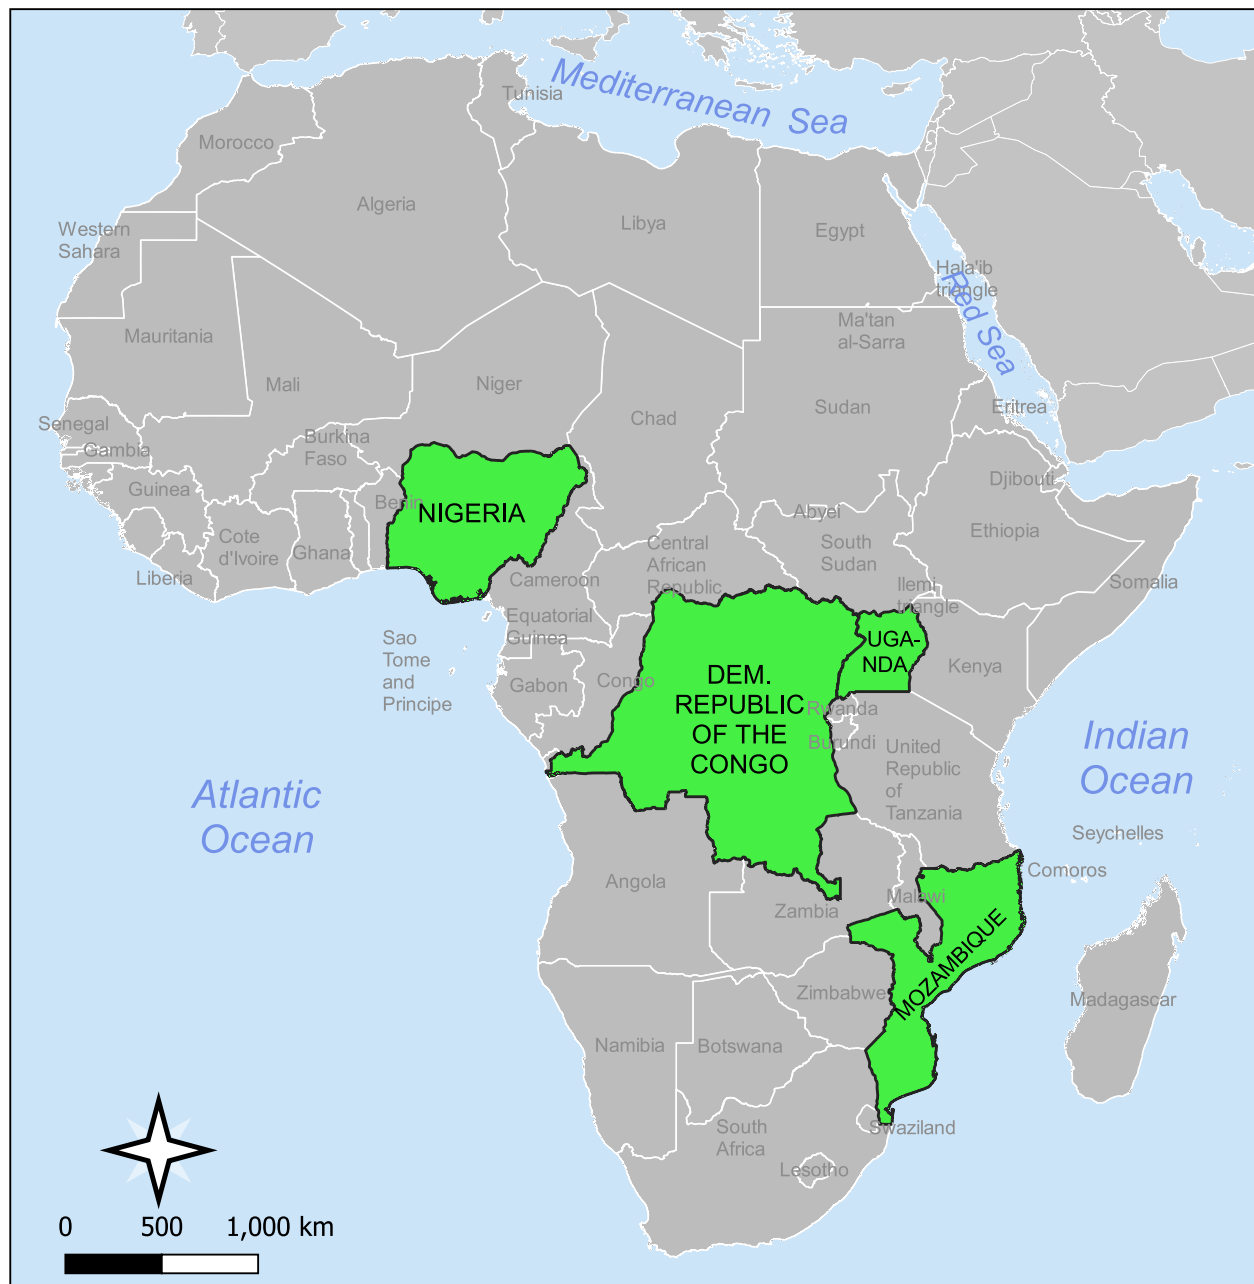 Mediterranean Sea
Tunisia
Morocco
Algeria
Libya
Egypt
Western
Sahara
Hala'ib
triangle
Red Sea
Ma'tan
al-Sarra
Mauritania
Mali
Niger
Chad
Sudan
Eritrea
Senegal
Gambia
Burkina
Faso
Guinea
Benin
NIGERIA
Djibouti
Abyei
Ethiopia
Cote
d'Ivoire
Ghana
Central
African
Republic
South
Sudan
Liberia
Cameroon
Ilemi
triangle
Somalia
Equatorial
Guinea
Sao
Tome
and
Principe
UGA-
NDA
Kenya
Gabon
Congo
DEM.
REPUBLIC
OF THE
CONGO
Rwanda
Burundi
United
Republic
of
Tanzania
Indian
Ocean
Atlantic
Ocean
Seychelles
Comoros
Angola
Zambia
Malawi
MOZAMBIQUE
Zimbabwe
Madagascar
Namibia
Botswana
South
Africa
Swaziland
Lesotho
0 500 1,000 km